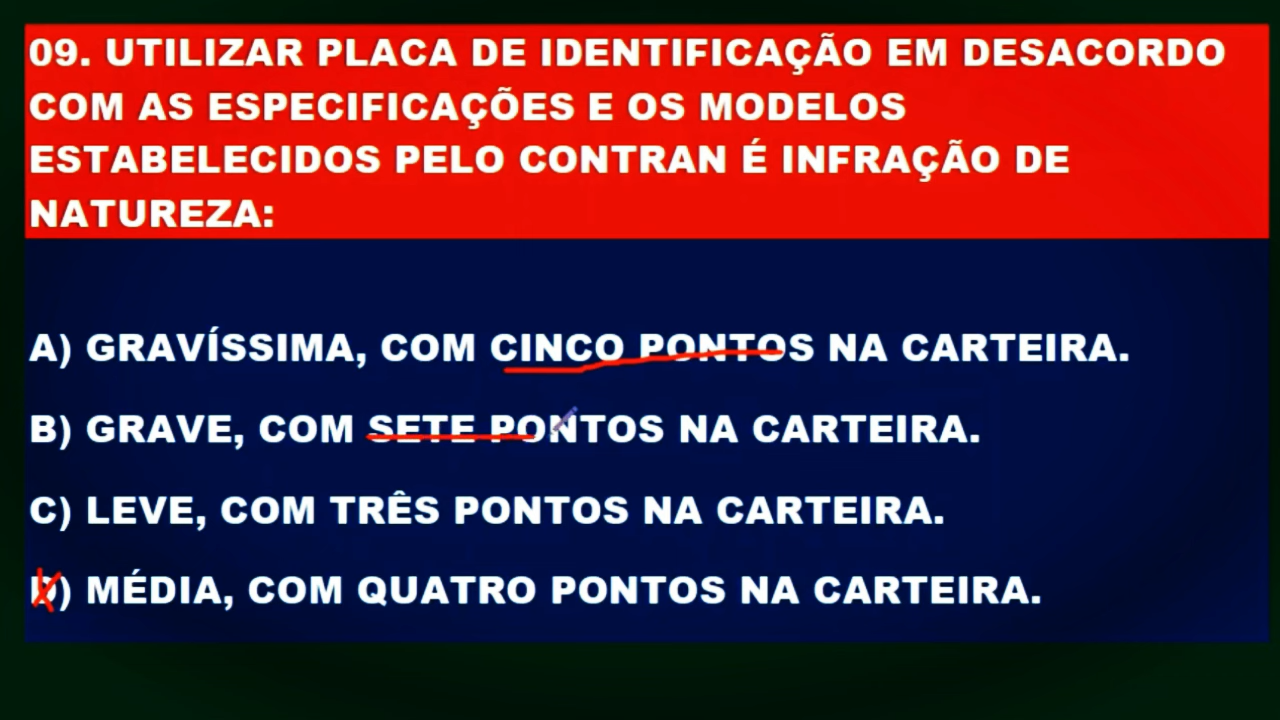 09. UTILIZAR PLACA DE IDENTIFICAÇÃO EM DESACORDO
COM AS ESPECIFICAÇÕES E OS MODELOS
ESTABELECIDOS PELO CONTRAN É INFRAÇÃO DE
NATUREZA:
A) GRAVÍSSIMA, COM CINCO PONTOS NA CARTEIRA.
B) GRAVE, COM SETE PONTOS NA CARTEIRA.
C) LEVE, COM TRÊS PONTOS NA CARTEIRA.
D) MÉDIA, COM QUATRO PONTOS NA CARTEIRA.